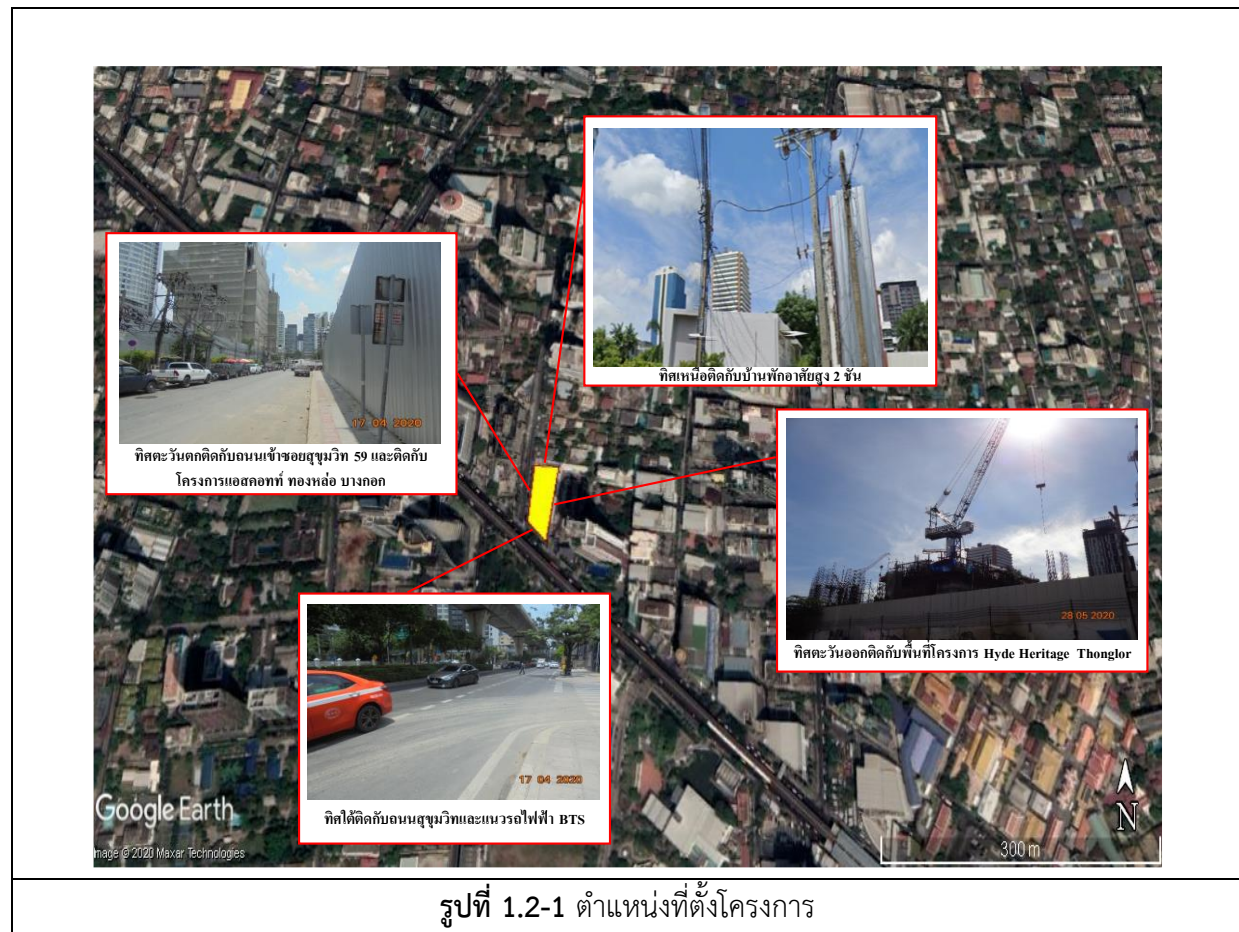 ทิศเหนือติดกับบ้านพักอาศัยสูง 2 ชั้น
17 04 2020
ทิศตะวันตกติดกับถนนเข้าซอยสุขุมวิท 59 และติดกับ
โครงการแอสคอทท์ ทองหล่อ บางกอก
28 05 2020
ทิศตะวันออกติดกับพื้นที่โครงการ Hyde Heritage Thonglor
17 04 2020
ทิศใต้ติดกับถนนสุขุมวิทและแนวรถไฟฟ้า BTS
Google Earth
Image © 2020 Maxar Technologies
N
300 m
รูปที่ 1.2-1 ตำแหน่งที่ตั้งโครงการ